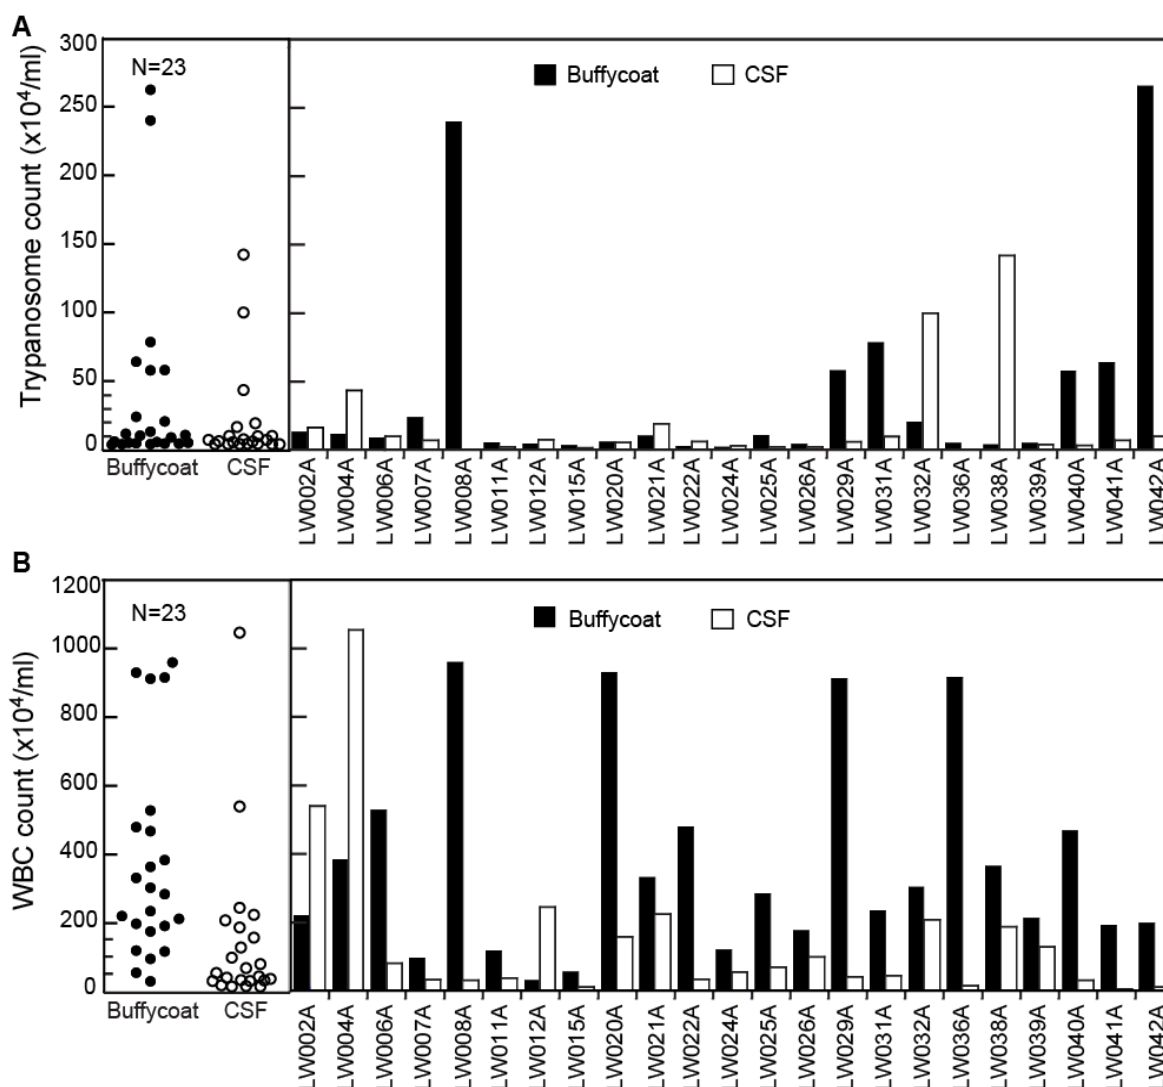 A
Trypanosome count (x10⁴/ml)
300
250
200
150
100
50
0
N=23
Buffycoat CSF
Buffycoat CSF
LW002A
LW004A
LW006A
LW007A
LW008A
LW011A
LW012A
LW015A
LW020A
LW021A
LW022A
LW024A
LW025A
LW026A
LW029A
LW031A
LW032A
LW036A
LW038A
LW039A
LW040A
LW041A
LW042A
B
WBC count (x10⁴/ml)
1200
1000
800
600
400
200
0
N=23
Buffycoat CSF
Buffycoat CSF
LW002A
LW004A
LW006A
LW007A
LW008A
LW011A
LW012A
LW015A
LW020A
LW021A
LW022A
LW024A
LW025A
LW026A
LW029A
LW031A
LW032A
LW036A
LW038A
LW039A
LW040A
LW041A
LW042A